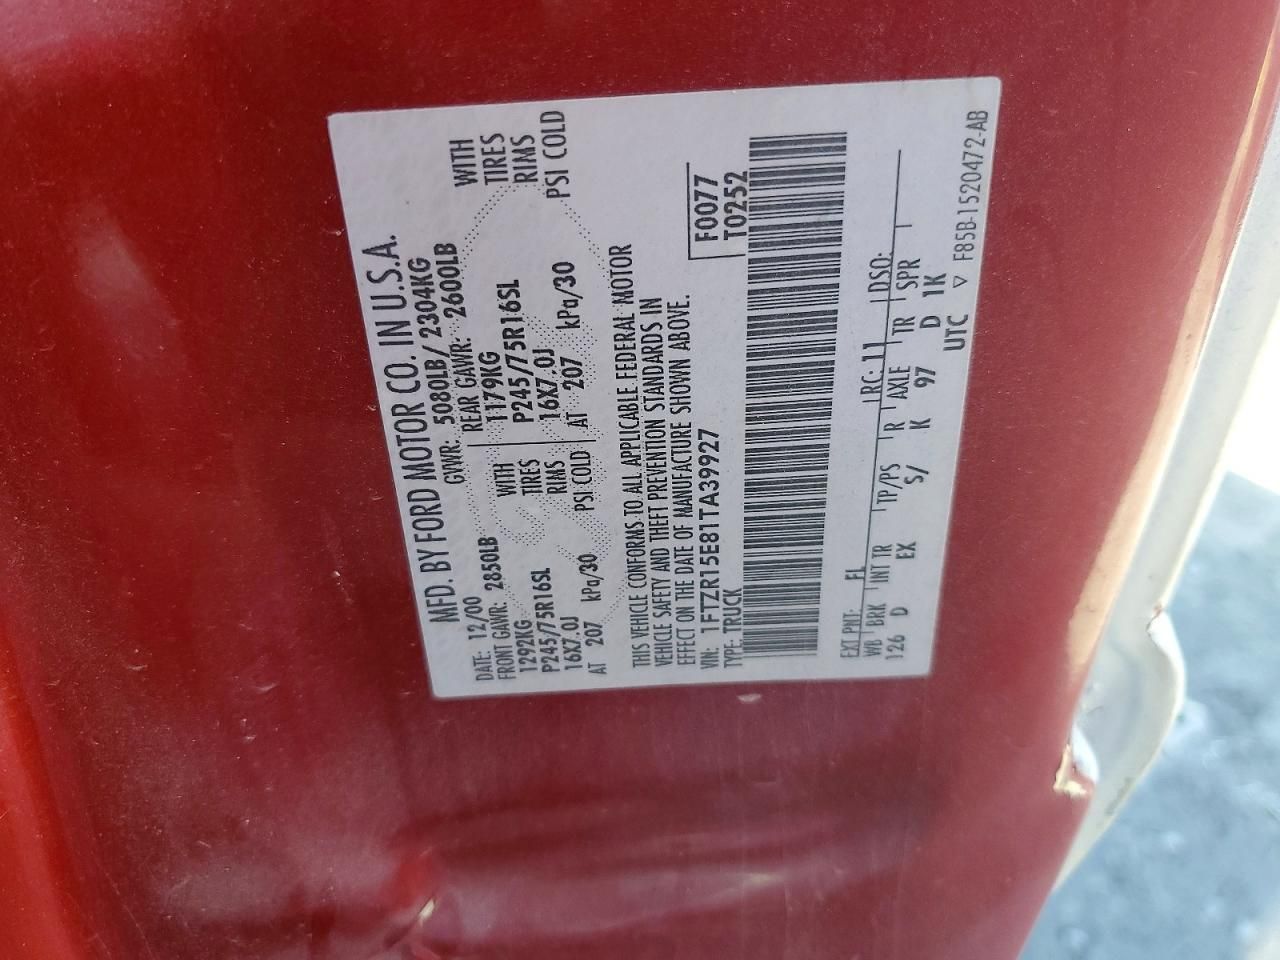 MFD. BY FORD MOTOR CO. IN U.S.A.
DATE: 12/00 GVWR: 5080LB/ 2304KG
FRONT GAWR: 2850LB REAR GAWR: 2600LB
1292KG WITH 1179KG WITH
P245/75R16SL TIRES P245/75R16SL TIRES
16X7.0J RIMS 16X7.0J RIMS
AT 207 kPa/30 PSI COLD AT 207 kPa/30 PSI COLD
THIS VEHICLE CONFORMS TO ALL APPLICABLE FEDERAL MOTOR
VEHICLE SAFETY AND THEFT PREVENTION STANDARDS IN
EFFECT ON THE DATE OF MANUFACTURE SHOWN ABOVE.
VIN: 1FTZR15E81TA39927 F0077
TYPE: TRUCK T0252
EXT PNT: FL RC: 11 DSO:
WB BRK INT TR TP/PS R AXLE TR SPR
126 D EX S/ K 97 D 1K
UTC ▽ F85B-1520472-AB